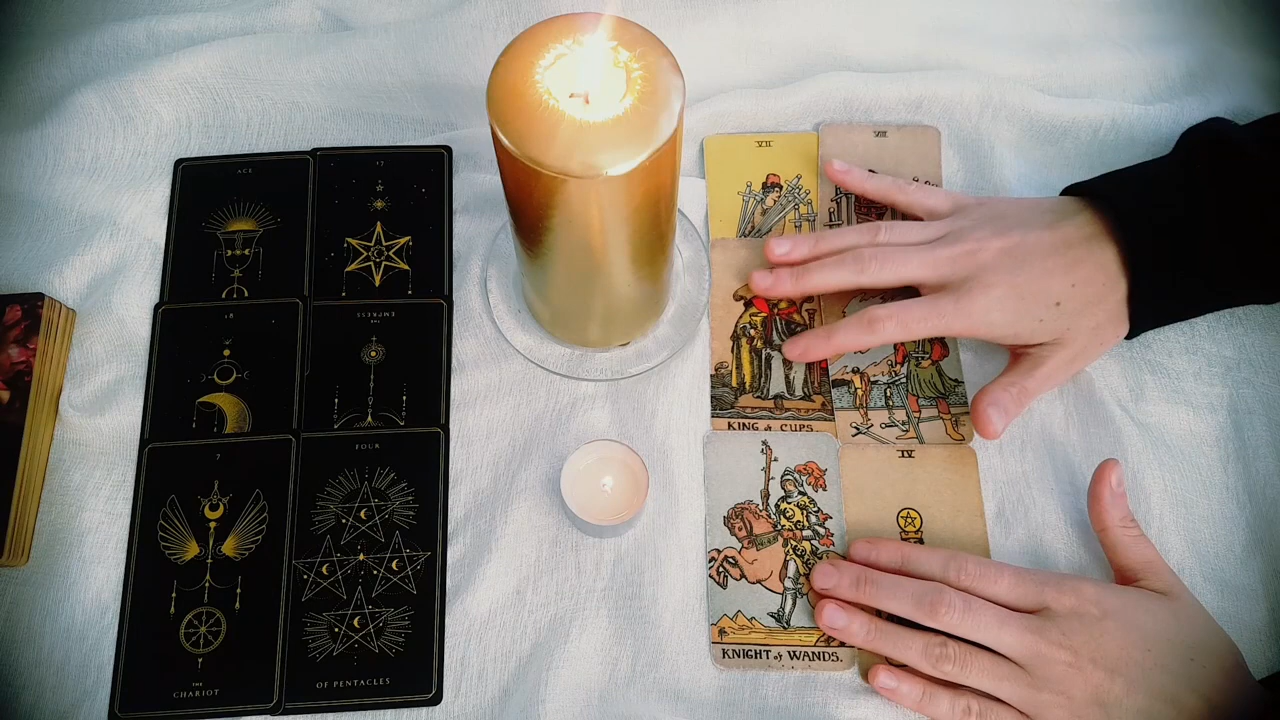 ACE
17
18
THE
EMPRESS
7
THE
CHARIOT
FOUR
OF PENTACLES
VII
VIII
KING of CUPS.
KNIGHT of WANDS.
IV